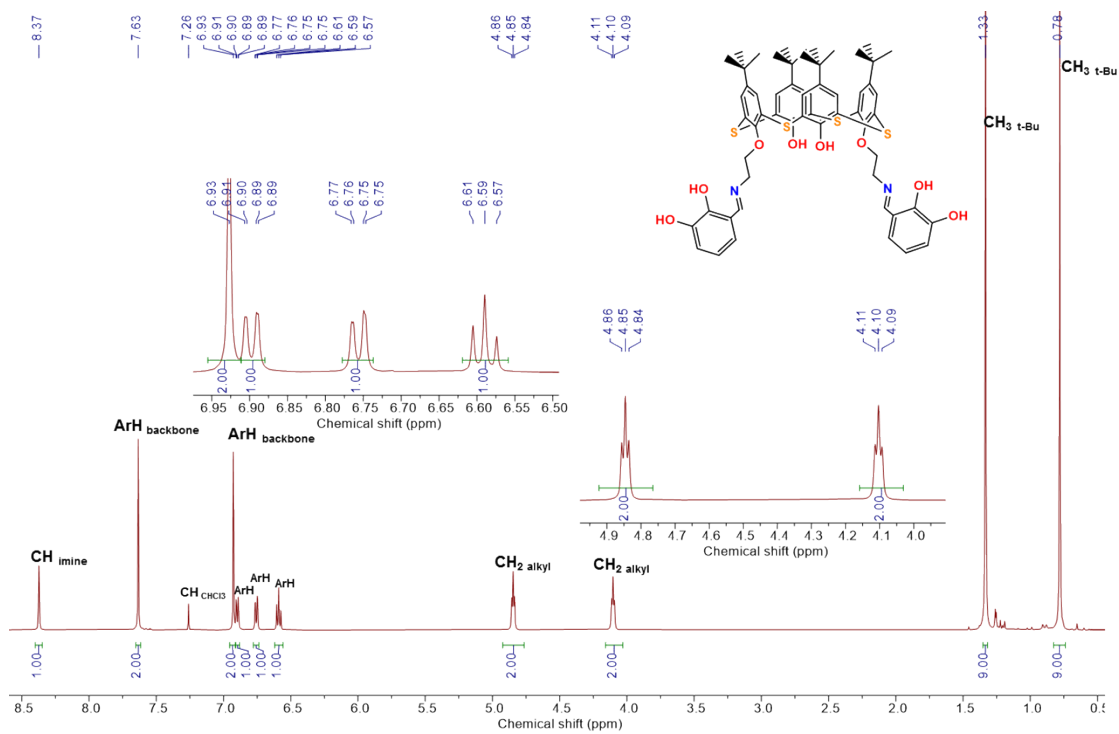 8.37
7.63
7.26
6.93
6.91
6.90
6.89
6.89
6.77
6.76
6.75
6.75
6.61
6.59
6.57
4.86
4.85
4.84
4.11
4.10
4.09
1.33
0.78
CH3 t-Bu
CH3 t-Bu
S
S
S
S
O
OH
OH
O
N
N
HO
HO
OH
OH
6.93
6.91
6.90
6.89
6.89
6.77
6.76
6.75
6.75
6.61
6.59
6.57
2.00
1.00
1.00
1.00
6.95 6.90 6.85 6.80 6.75 6.70 6.65 6.60 6.55 6.50
Chemical shift (ppm)
4.86
4.85
4.84
4.11
4.10
4.09
2.00
2.00
4.9 4.8 4.7 4.6 4.5 4.4 4.3 4.2 4.1 4.0
Chemical shift (ppm)
ArH backbone
ArH backbone
CH imine
CH CHCl3
ArH
ArH
ArH
CH2 alkyl
CH2 alkyl
1.00
2.00
2.00
1.00
1.00
1.00
2.00
2.00
9.00
9.00
8.5 8.0 7.5 7.0 6.5 6.0 5.5 5.0 4.5 4.0 3.5 3.0 2.5 2.0 1.5 1.0
Chemical shift (ppm)